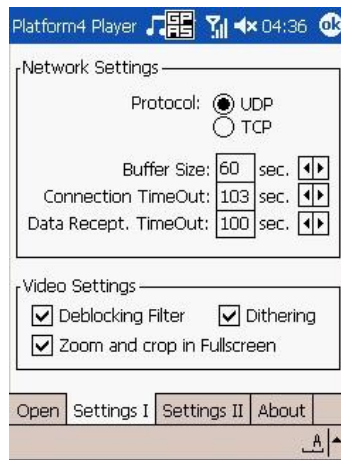 Platform4 Player GPRS 04:36 ok
Network Settings
Protocol: UDP
TCP
Buffer Size: 60 sec.
Connection TimeOut: 103 sec.
Data Recept. TimeOut: 100 sec.
Video Settings
Deblocking Filter Dithering
Zoom and crop in Fullscreen
Open Settings I Settings II About
A